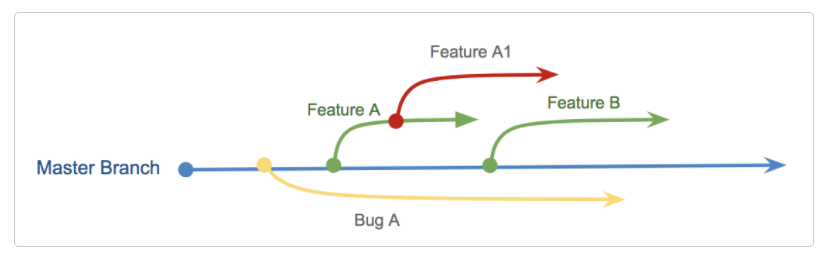 Feature A1
Feature A
Feature B
Master Branch
Bug A